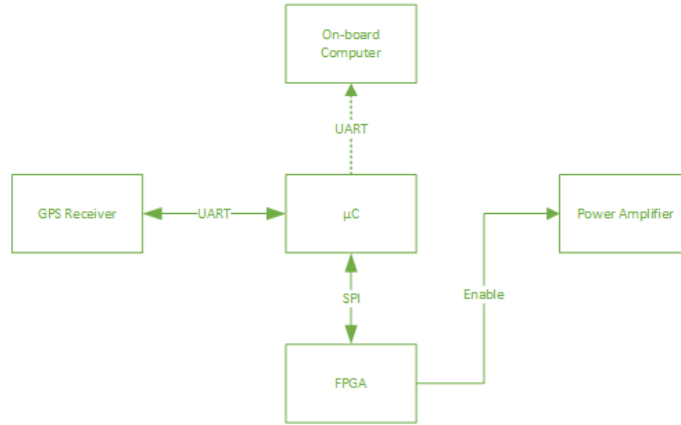 On-board
Computer
UART
GPS Receiver
UART
µC
Power Amplifier
SPI
Enable
FPGA